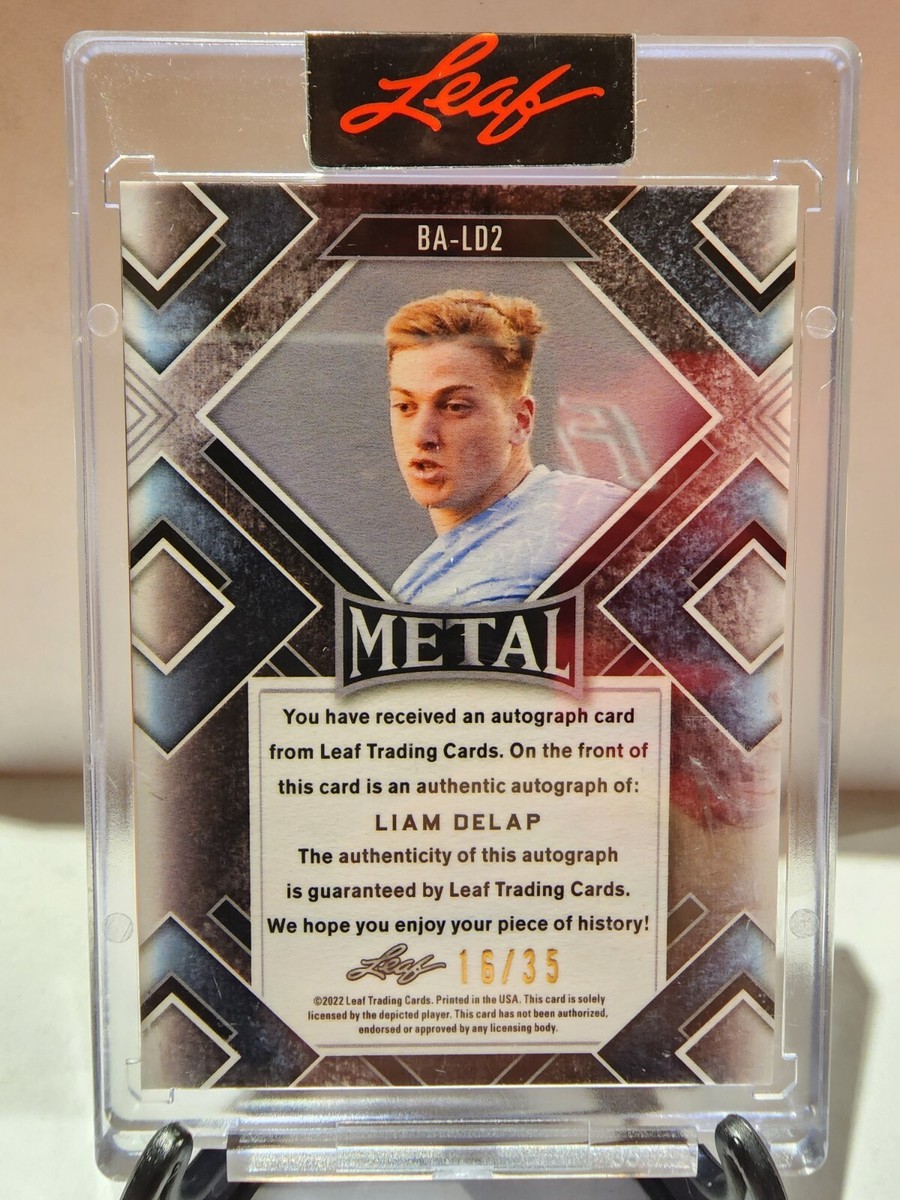 Leaf
BA-LD2
METAL
You have received an autograph card
from Leaf Trading Cards. On the front of
this card is an authentic autograph of:
LIAM DELAP
The authenticity of this autograph
is guaranteed by Leaf Trading Cards.
We hope you enjoy your piece of history!
Leaf 16/35
©2022 Leaf Trading Cards. Printed in the USA. This card is solely
licensed by the depicted player. This card has not been authorized,
endorsed or approved by any licensing body.